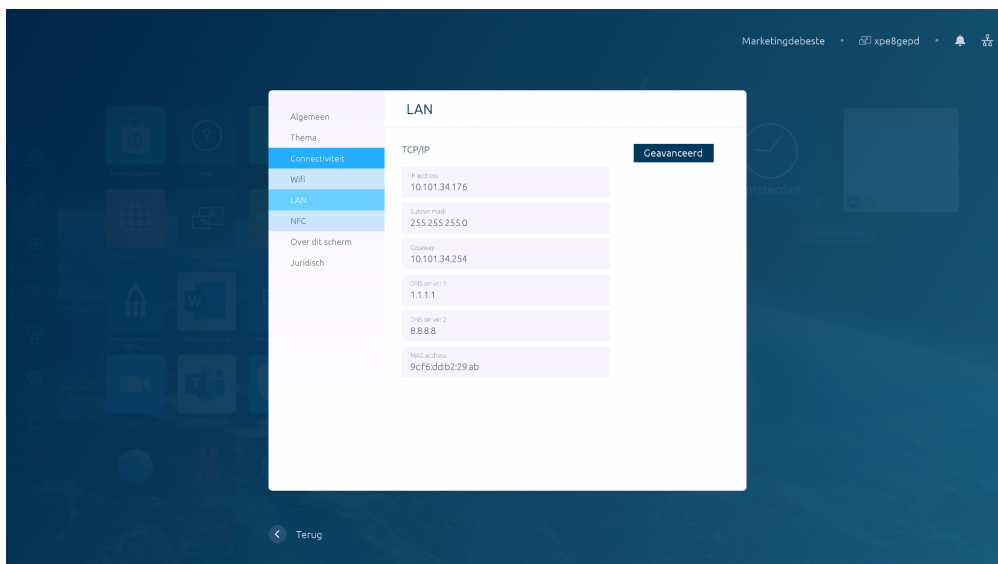 Marketingdebeste • xpe8gepd •
LAN
Algemeen
Thema
Connectiviteit
Wifi
LAN
NFC
Over dit scherm
Juridisch
TCP/IP
Geavanceerd
IP address
10.101.34.176
Subnet mask
255.255.255.0
Gateway
10.101.34.254
DNS server 1
1.1.1.1
DNS server 2
8.8.8.8
MAC address
9c:f6:dd:b2:29:ab
Amsterdam
Terug